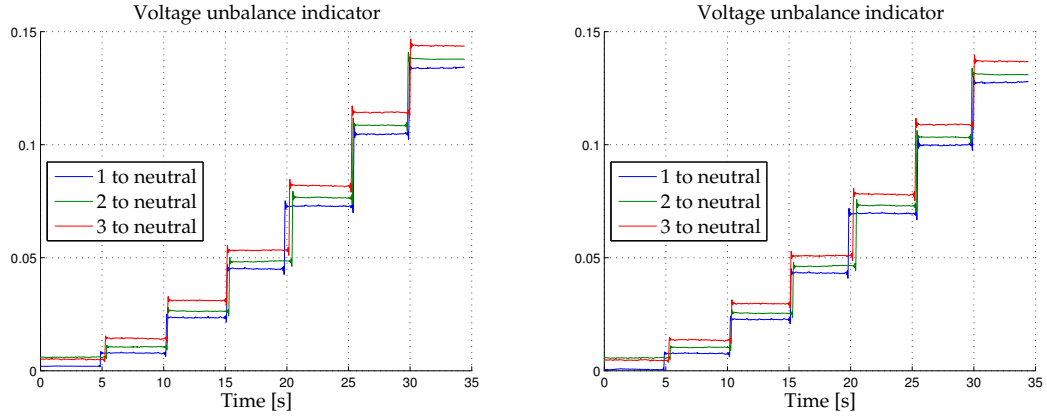 Voltage unbalance indicator
0.15
0.1
0.05
0
1 to neutral
2 to neutral
3 to neutral
0 5 10 15 20 25 30 35
Time [s]
Voltage unbalance indicator
0.15
0.1
0.05
0
1 to neutral
2 to neutral
3 to neutral
0 5 10 15 20 25 30 35
Time [s]